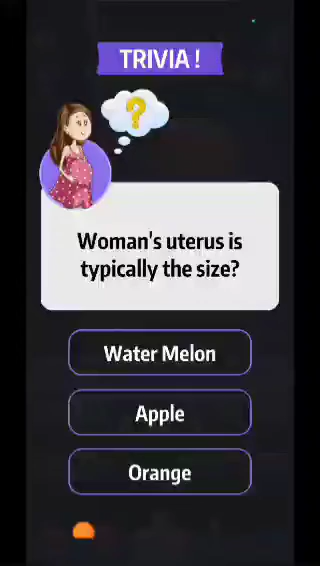 TRIVIA !
?
Woman's uterus is
typically the size?
Water Melon
Apple
Orange